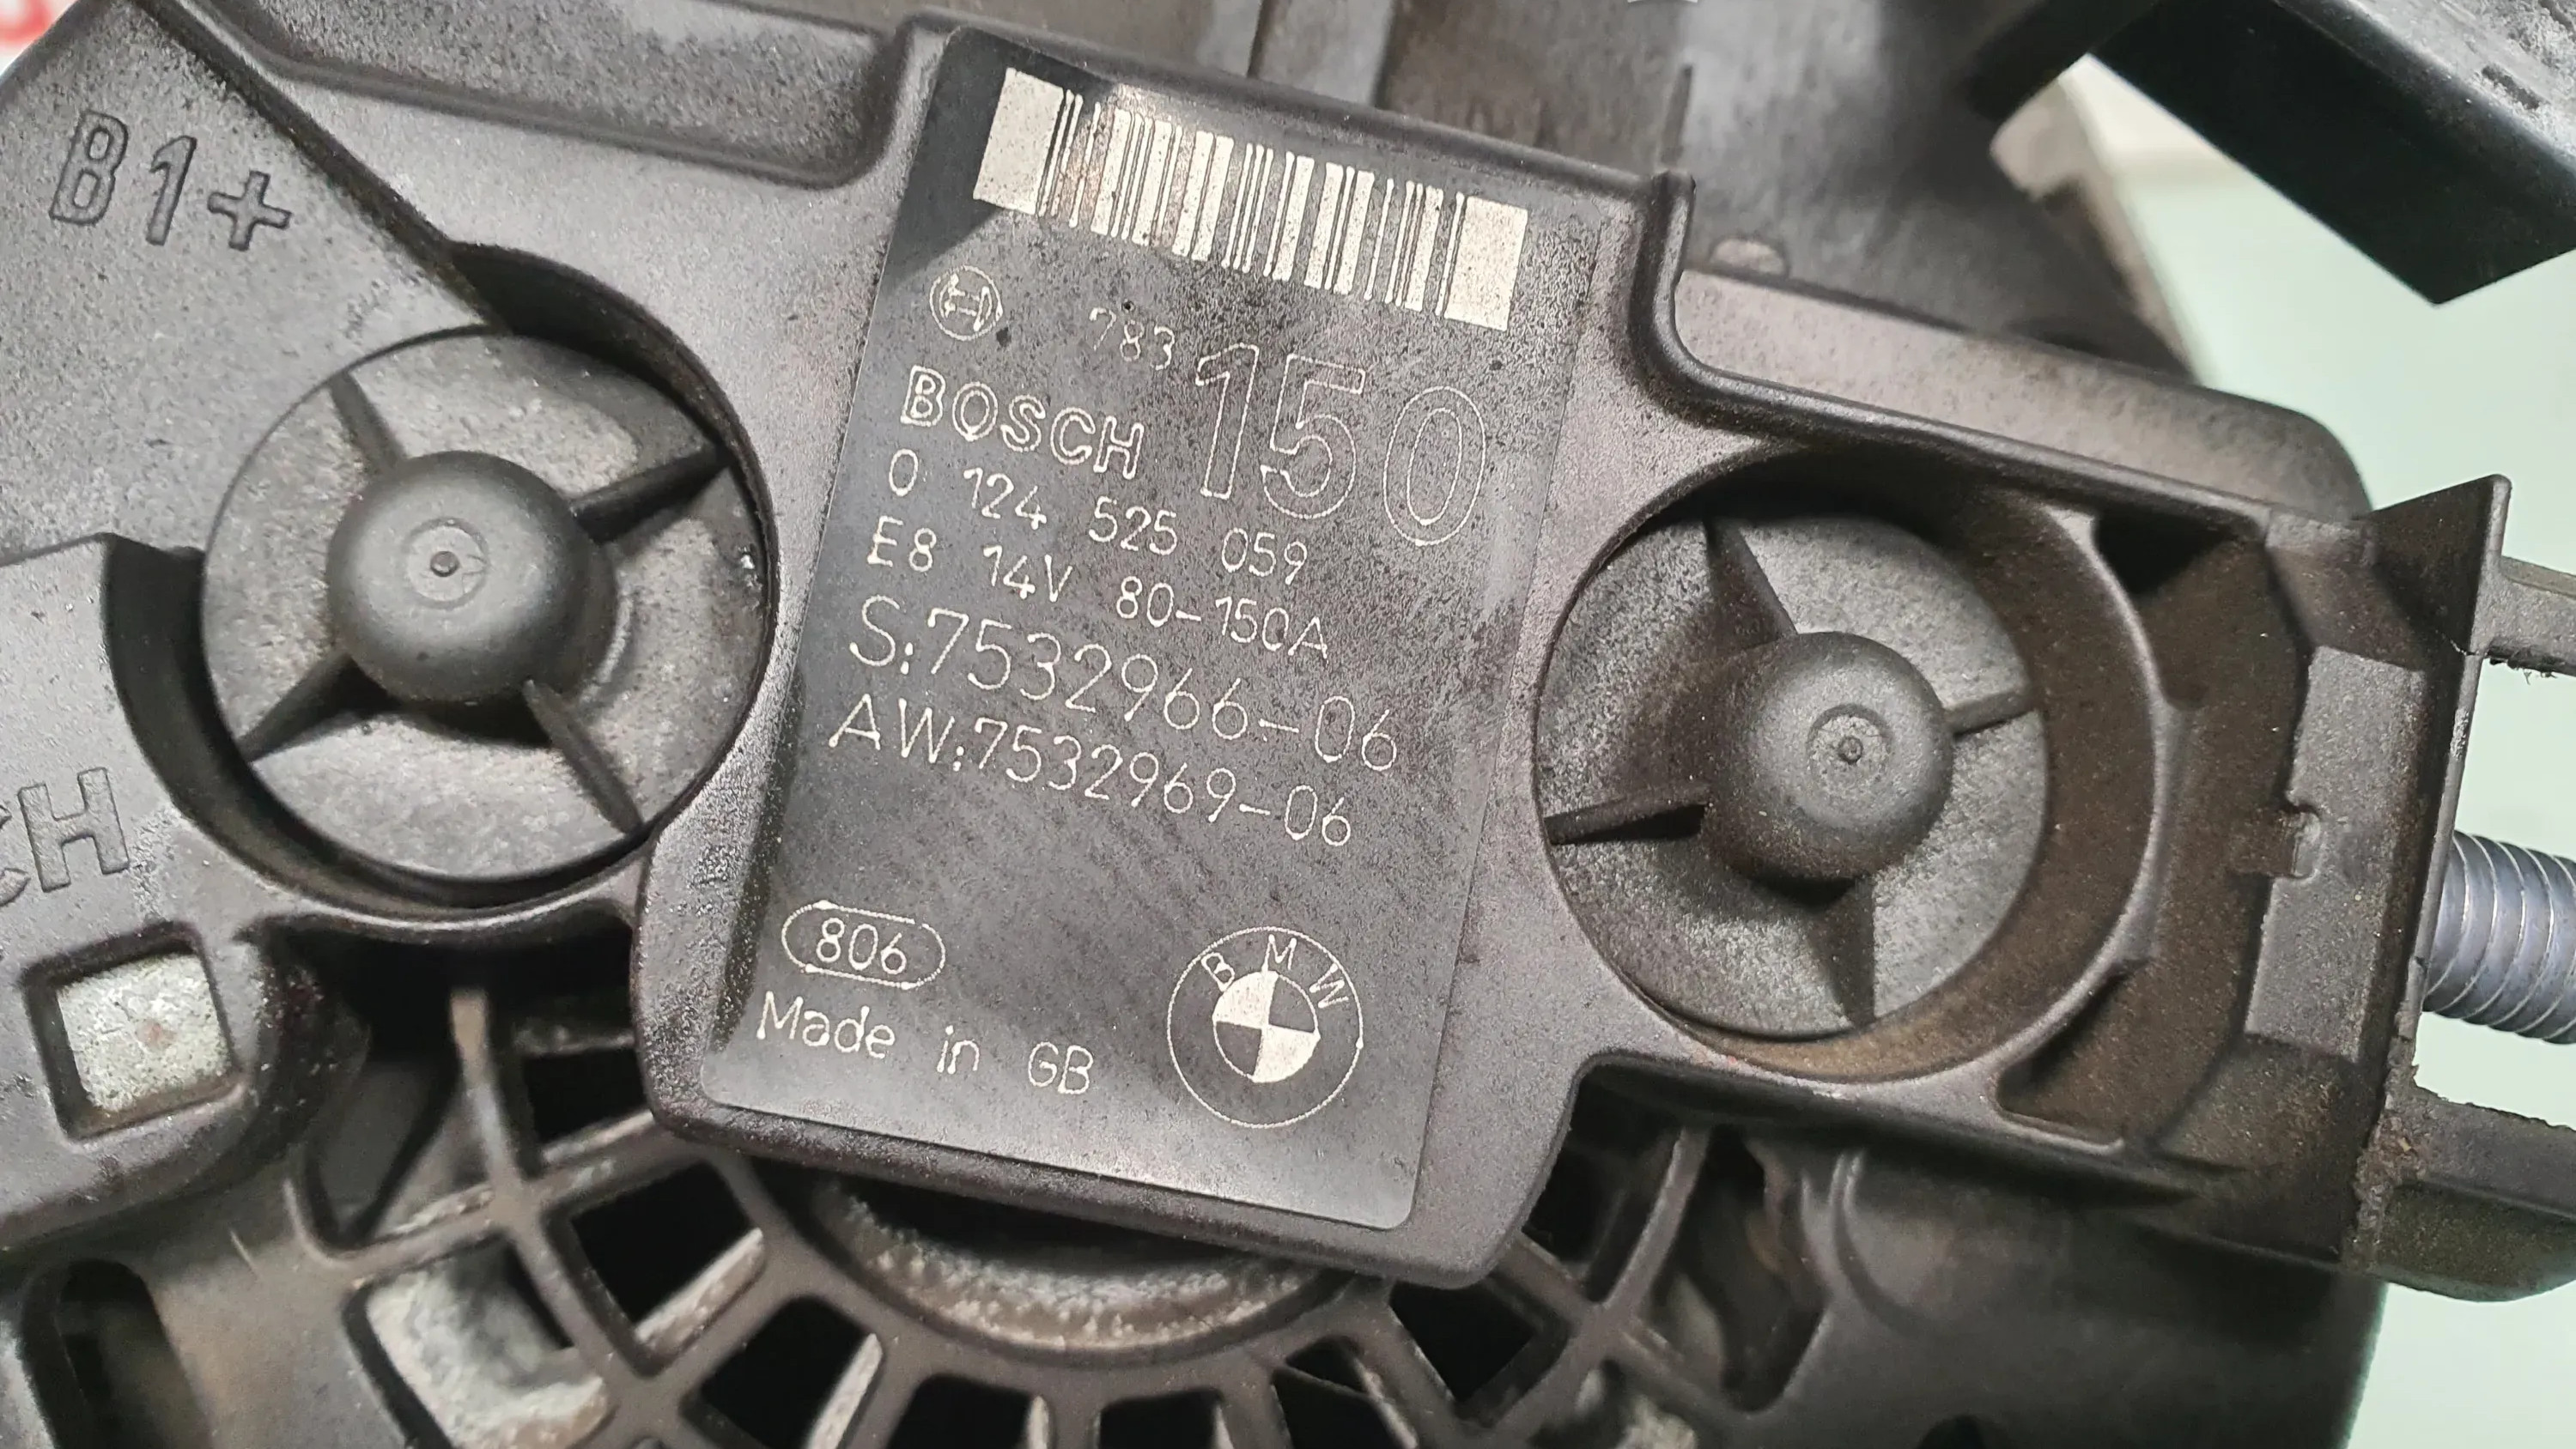 B1+
783
150
BOSCH
0 124 525 059
E8 14V 80-150A
S:7532966-06
AW:7532969-06
CH
806
Made in GB
BMW